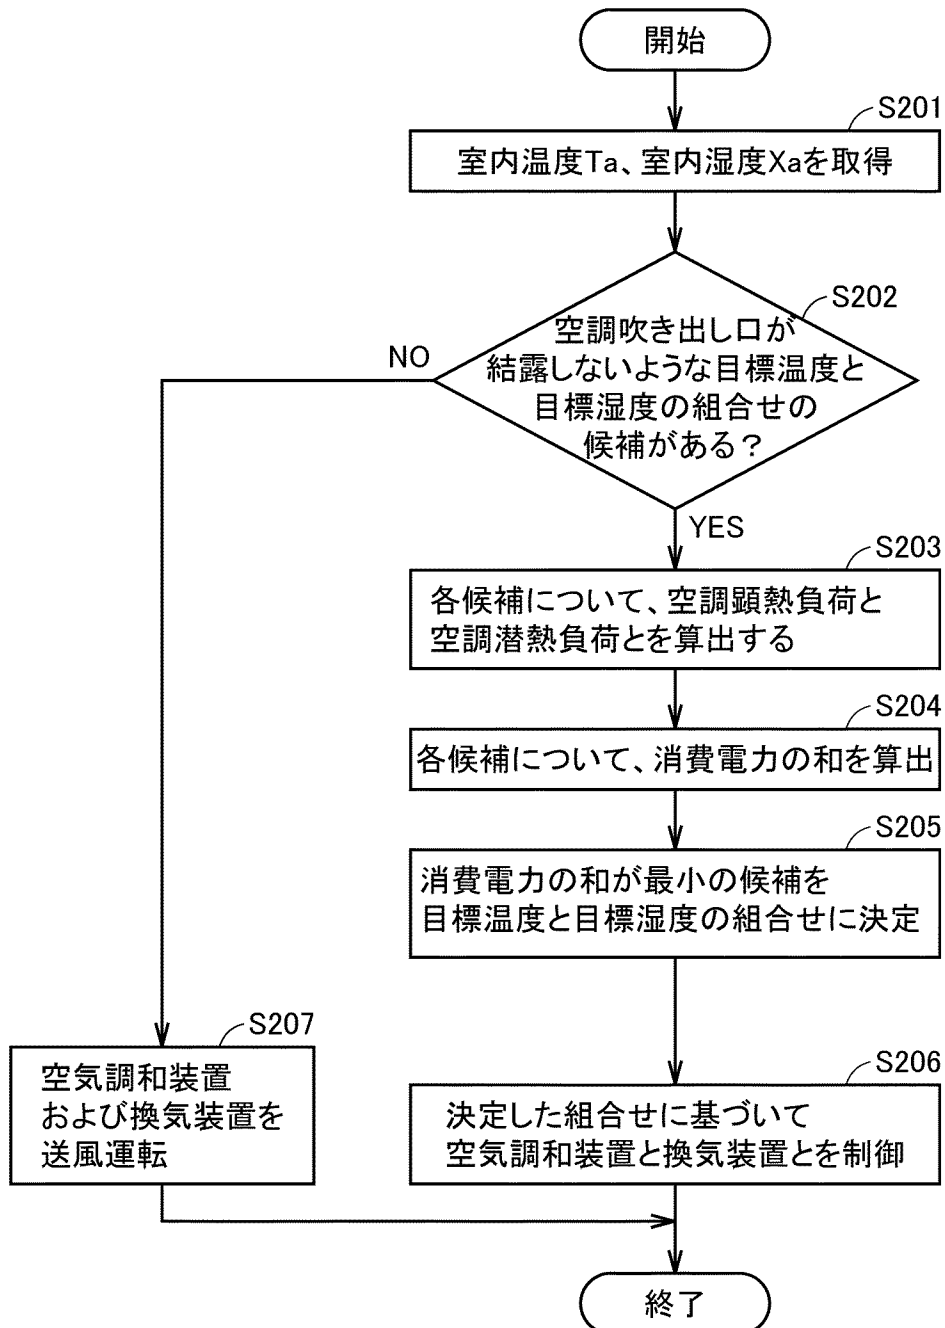 開始
S201
室内温度Ta、室内湿度Xaを取得
S202
空調吹き出し口が
結露しないような目標温度と
目標湿度の組合せの
候補がある?
NO
YES
S203
各候補について、空調顕熱負荷と
空調潜熱負荷とを算出する
S204
各候補について、消費電力の和を算出
S205
消費電力の和が最小の候補を
目標温度と目標湿度の組合せに決定
S207
空気調和装置
および換気装置を
送風運転
S206
決定した組合せに基づいて
空気調和装置と換気装置とを制御
終了